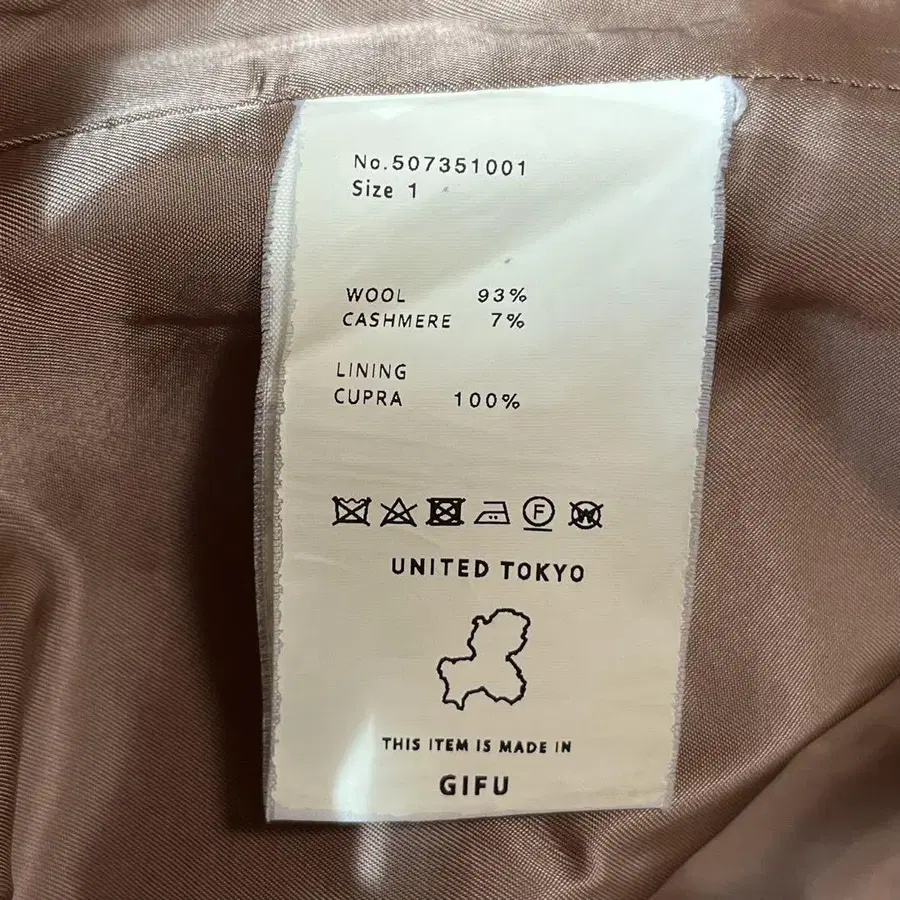 No.507351001
Size 1
WOOL 93%
CASHMERE 7%
LINING
CUPRA 100%
F W
UNITED TOKYO
THIS ITEM IS MADE IN
GIFU